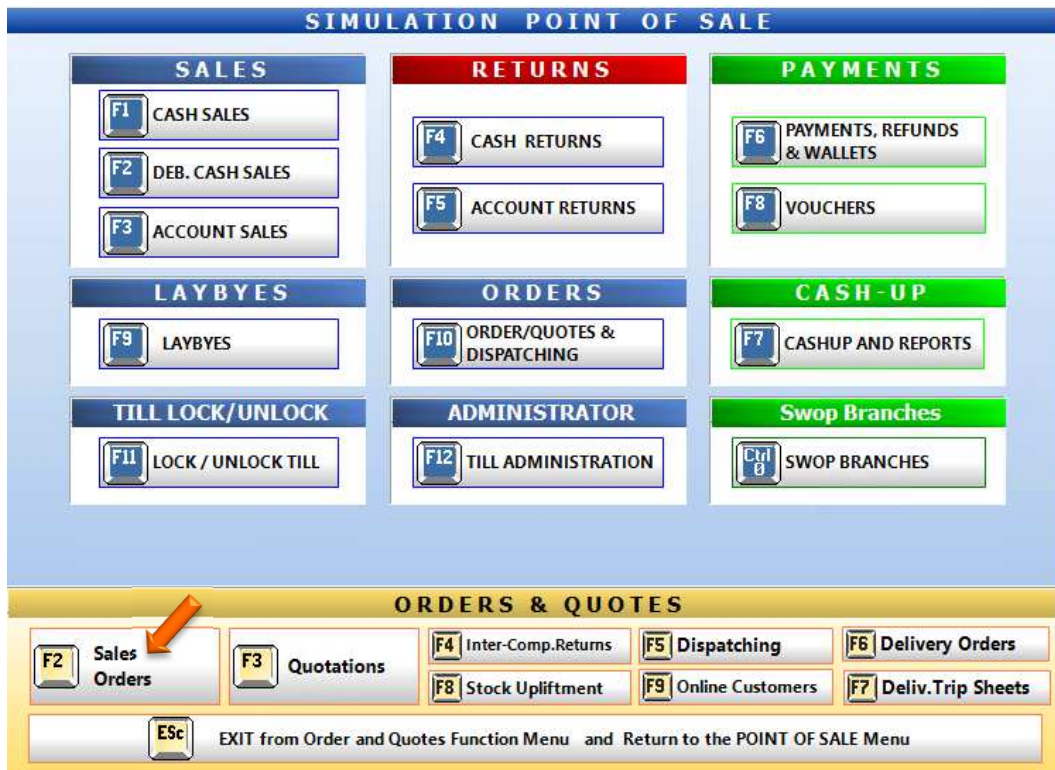 SIMULATION POINT OF SALE
SALES
F1 CASH SALES
F2 DEB. CASH SALES
F3 ACCOUNT SALES
RETURNS
F4 CASH RETURNS
F5 ACCOUNT RETURNS
PAYMENTS
F6 PAYMENTS, REFUNDS
& WALLETS
F8 VOUCHERS
LAYBYES
F9 LAYBYES
ORDERS
F10 ORDER/QUOTES &
DISPATCHING
CASH-UP
F7 CASHUP AND REPORTS
TILL LOCK/UNLOCK
F11 LOCK / UNLOCK TILL
ADMINISTRATOR
F12 TILL ADMINISTRATION
Swop Branches
Ctrl
0
SWOP BRANCHES
ORDERS & QUOTES
F2 Sales
Orders
F3 Quotations
F4 Inter-Comp.Returns
F5 Dispatching
F6 Delivery Orders
F8 Stock Upliftment
F9 Online Customers
F7 Deliv.Trip Sheets
ESc EXIT from Order and Quotes Function Menu and Return to the POINT OF SALE Menu